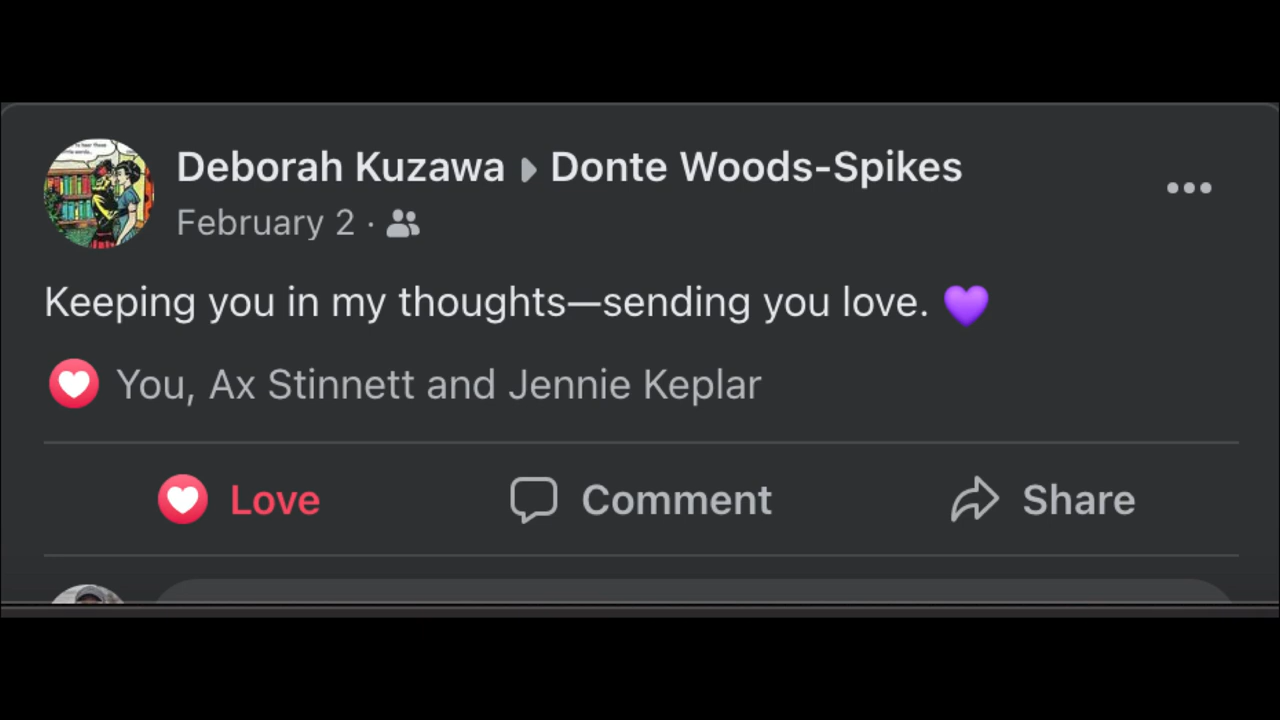 Deborah Kuzawa ▸ Donte Woods-Spikes
February 2 ·
Keeping you in my thoughts—sending you love. 💜
You, Ax Stinnett and Jennie Keplar
Love Comment Share